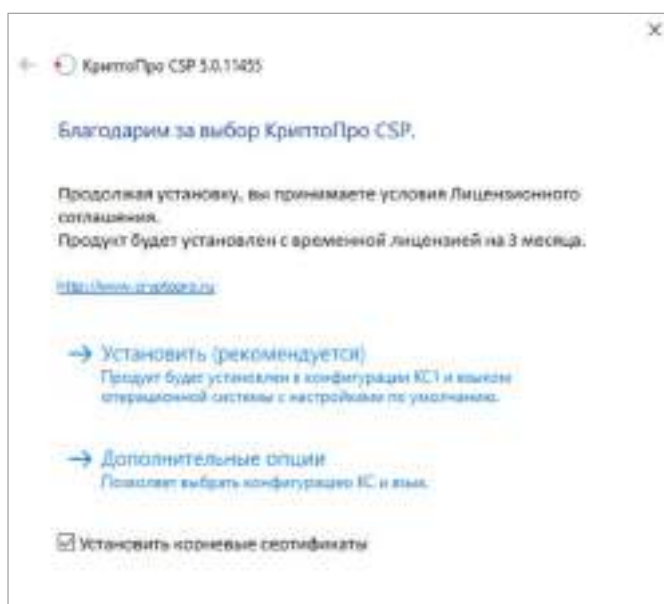 КриптоПро CSP 5.0.11455
Благодарим за выбор КриптоПро CSP.
Продолжая установку, вы принимаете условия Лицензионного
соглашения.
Продукт будет установлен с временной лицензией на 3 месяца.
http://www.cryptopro.ru
Установить (рекомендуется)
Продукт будет установлен в конфигурации КС1 и языком
операционной системы с настройками по умолчанию.
Дополнительные опции
Позволяет выбрать конфигурацию КС и язык.
Установить корневые сертификаты